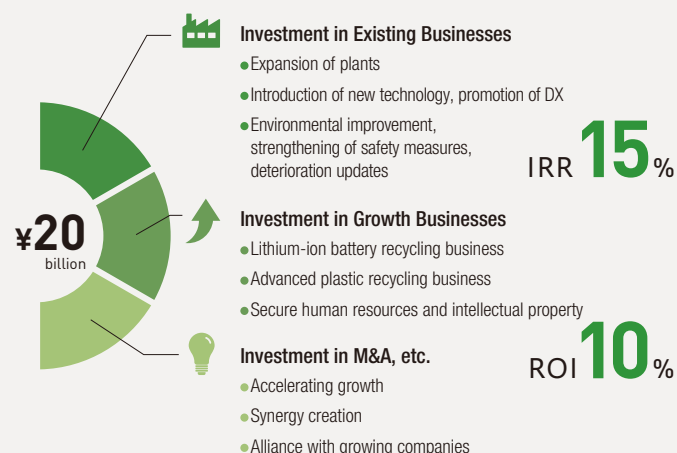 Investment in Existing Businesses
●Expansion of plants
●Introduction of new technology, promotion of DX
●Environmental improvement,
strengthening of safety measures,
deterioration updates
IRR 15%
¥20
billion
Investment in Growth Businesses
●Lithium-ion battery recycling business
●Advanced plastic recycling business
●Secure human resources and intellectual property
Investment in M&A, etc.
●Accelerating growth
●Synergy creation
●Alliance with growing companies
ROI 10%